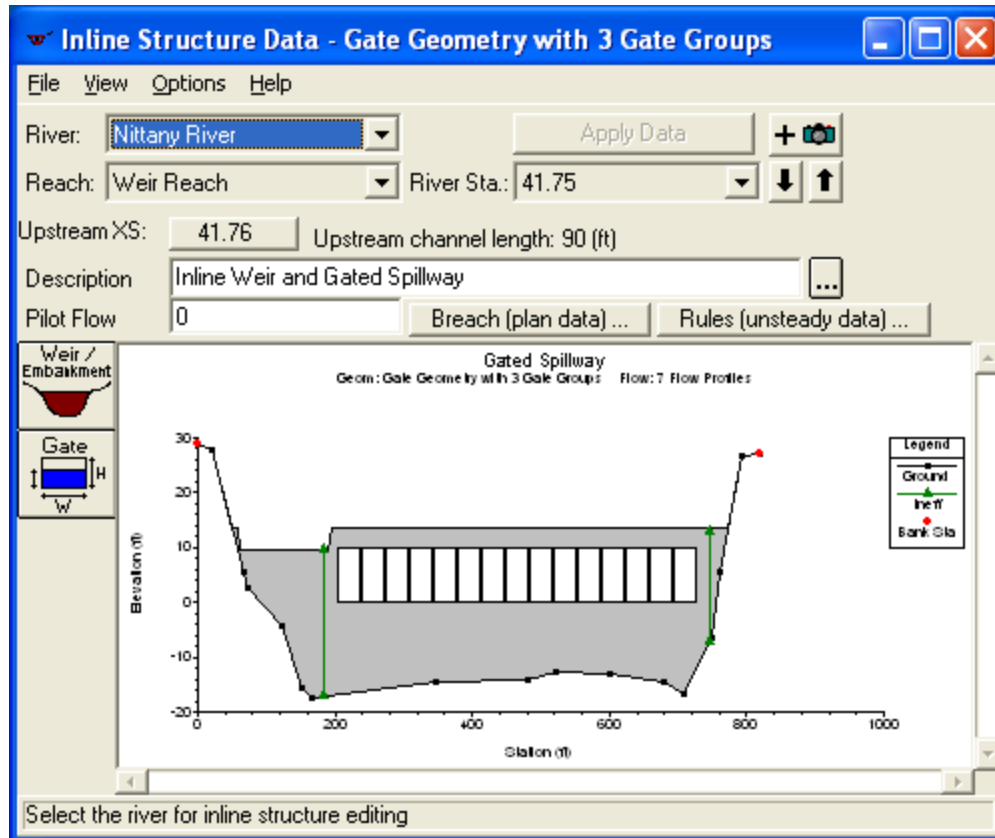 Inline Structure Data - Gate Geometry with 3 Gate Groups
File View Options Help
River: Nittany River Apply Data
Reach: Weir Reach River Sta.: 41.75
Upstream XS: 41.76 Upstream channel length: 90 (ft)
Description Inline Weir and Gated Spillway ...
Pilot Flow 0 Breach (plan data) ... Rules (unsteady data) ...
Weir /
Embankment
Gate
H
W
Gated Spillway
Geom: Gate Geometry with 3 Gate Groups Flow: 7 Flow Profiles
30
20
10
0
-10
-20
Elevation (ft)
0 200 400 600 800 1000
Station (ft)
Legend
Ground
Ineff
Bank Sta
Select the river for inline structure editing